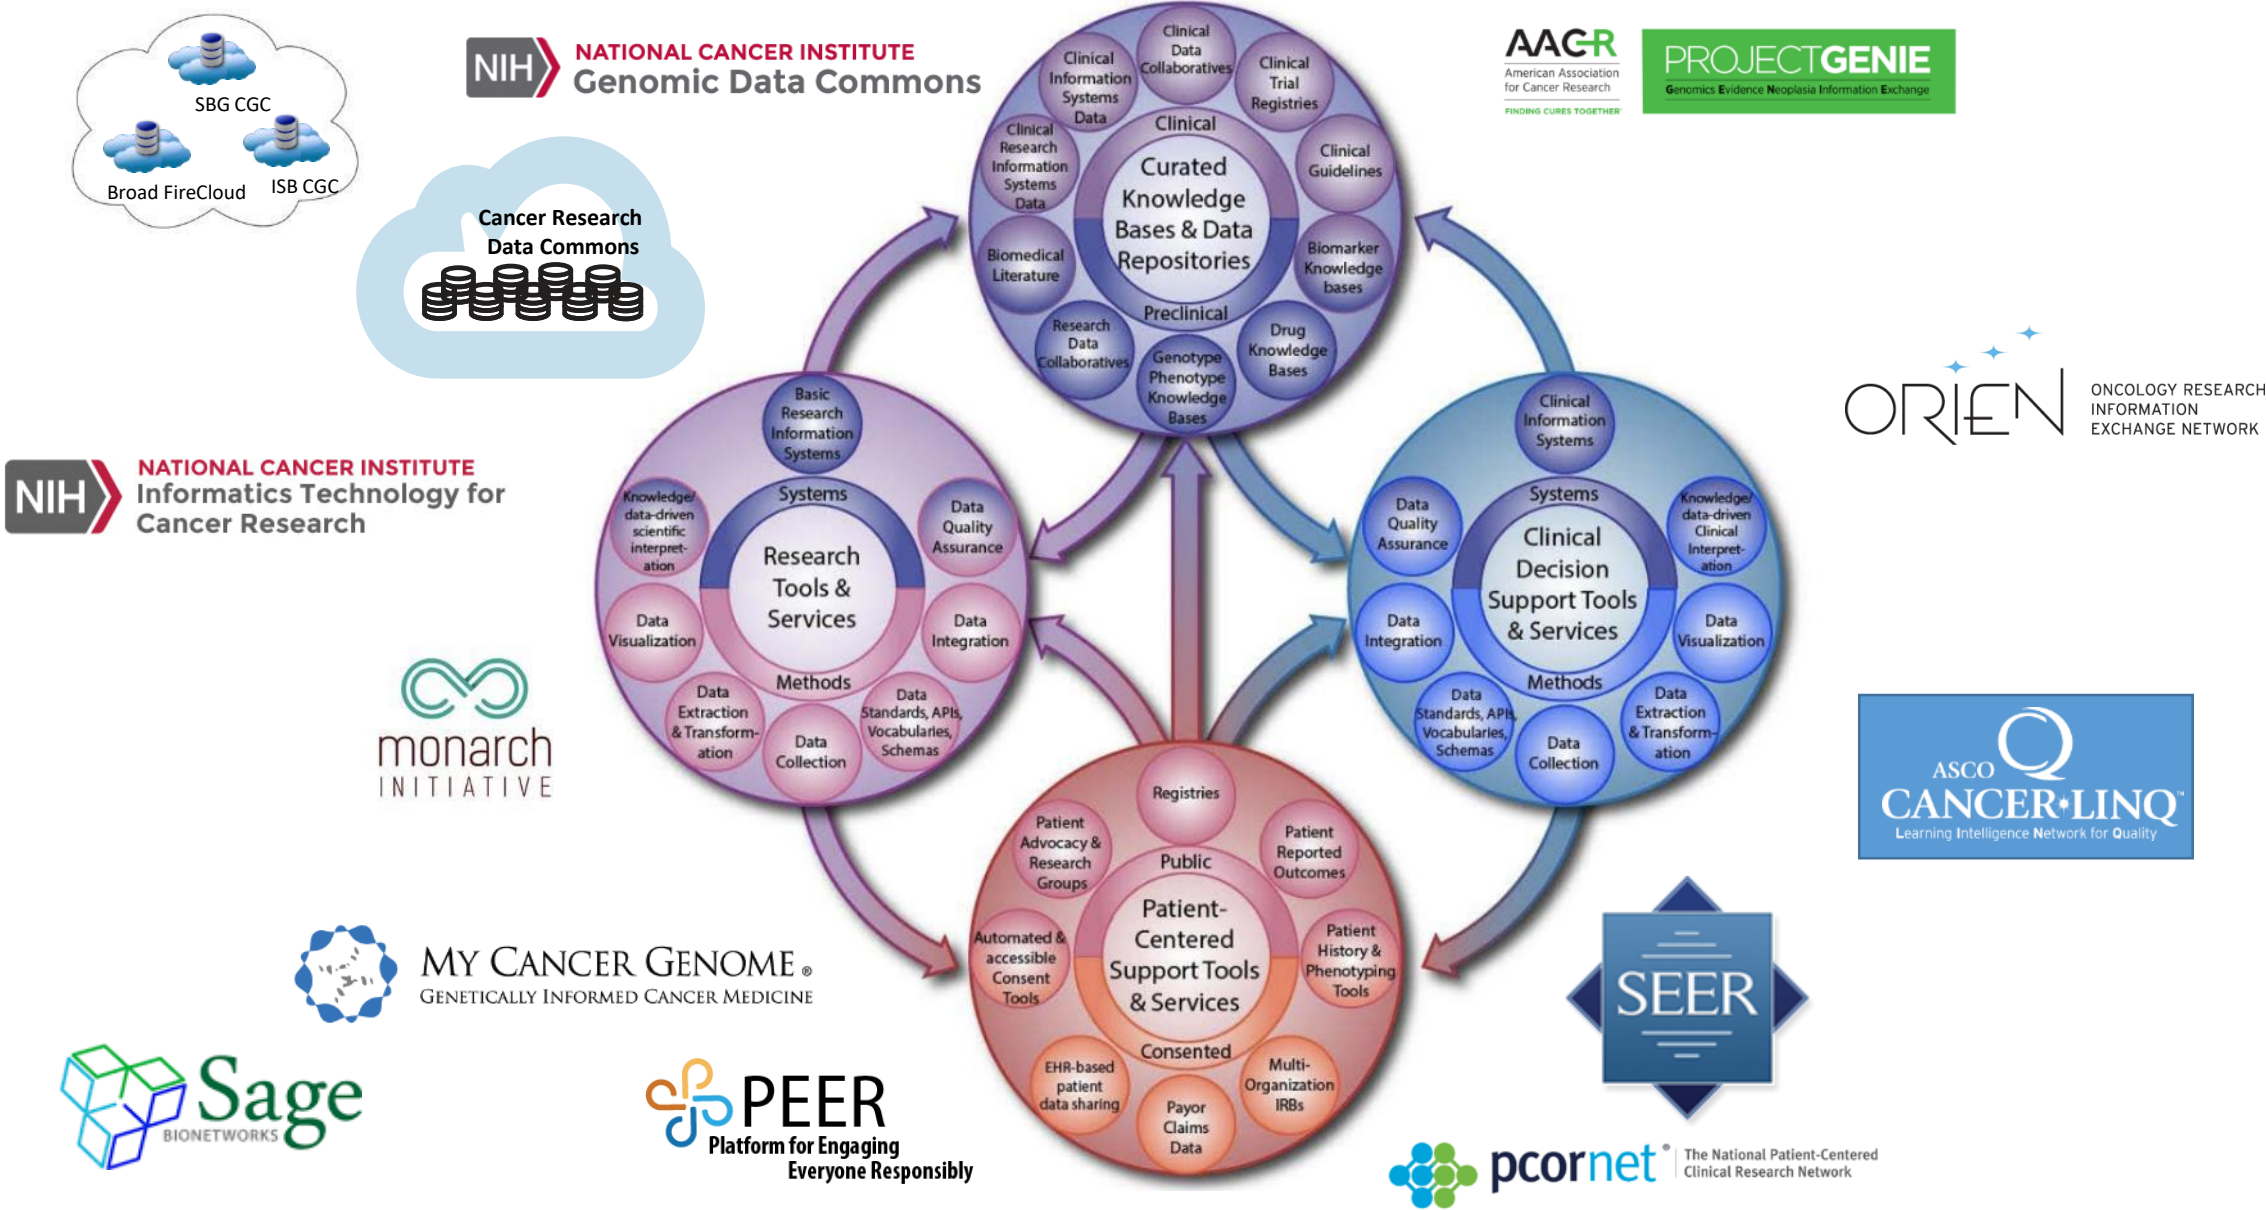 SBG CGC
Broad FireCloud
ISB CGC
NIH
NATIONAL CANCER INSTITUTE
Genomic Data Commons
Cancer Research
Data Commons
AACR
American Association
for Cancer Research
FINDING CURES TOGETHER
PROJECTGENIE
Genomics Evidence Neoplasia Information Exchange
Clinical
Data
Collaboratives
Clinical
Information
Systems
Data
Clinical
Trial
Registries
Clinical
Research
Information
Systems
Data
Clinical
Guidelines
Clinical
Curated
Knowledge
Bases & Data
Repositories
Preclinical
Biomedical
Literature
Biomarker
Knowledge
bases
Research
Data
Collaboratives
Genotype
Phenotype
Knowledge
Bases
Drug
Knowledge
Bases
ORIEN
ONCOLOGY RESEARCH
INFORMATION
EXCHANGE NETWORK
NIH
NATIONAL CANCER INSTITUTE
Informatics Technology for
Cancer Research
Basic
Research
Information
Systems
Knowledge/
data-driven
scientific
interpret-
ation
Systems
Data
Quality
Assurance
Research
Tools &
Services
Data
Visualization
Data
Integration
Methods
Data
Extraction
& Transform-
ation
Data
Collection
Data
Standards, APIs,
Vocabularies,
Schemas
Clinical
Information
Systems
Data
Quality
Assurance
Systems
Knowledge/
data-driven
Clinical
Interpret-
ation
Clinical
Decision
Support Tools
& Services
Data
Integration
Data
Visualization
Methods
Data
Standards, APIs,
Vocabularies,
Schemas
Data
Collection
Data
Extraction
& Transform-
ation
monarch
INITIATIVE
ASCO
CANCERLINQ™
Learning Intelligence Network for Quality
Registries
Patient
Advocacy &
Research
Groups
Public
Patient
Reported
Outcomes
Patient-
Centered
Support Tools
& Services
Automated &
accessible
Consent
Tools
Patient
History &
Phenotyping
Tools
Consented
EHR-based
patient
data sharing
Payor
Claims
Data
Multi-
Organization
IRBs
MY CANCER GENOME®
GENETICALLY INFORMED CANCER MEDICINE
SEER
Sage
BIONETWORKS
PEER
Platform for Engaging
Everyone Responsibly
pcornet®
The National Patient-Centered
Clinical Research Network